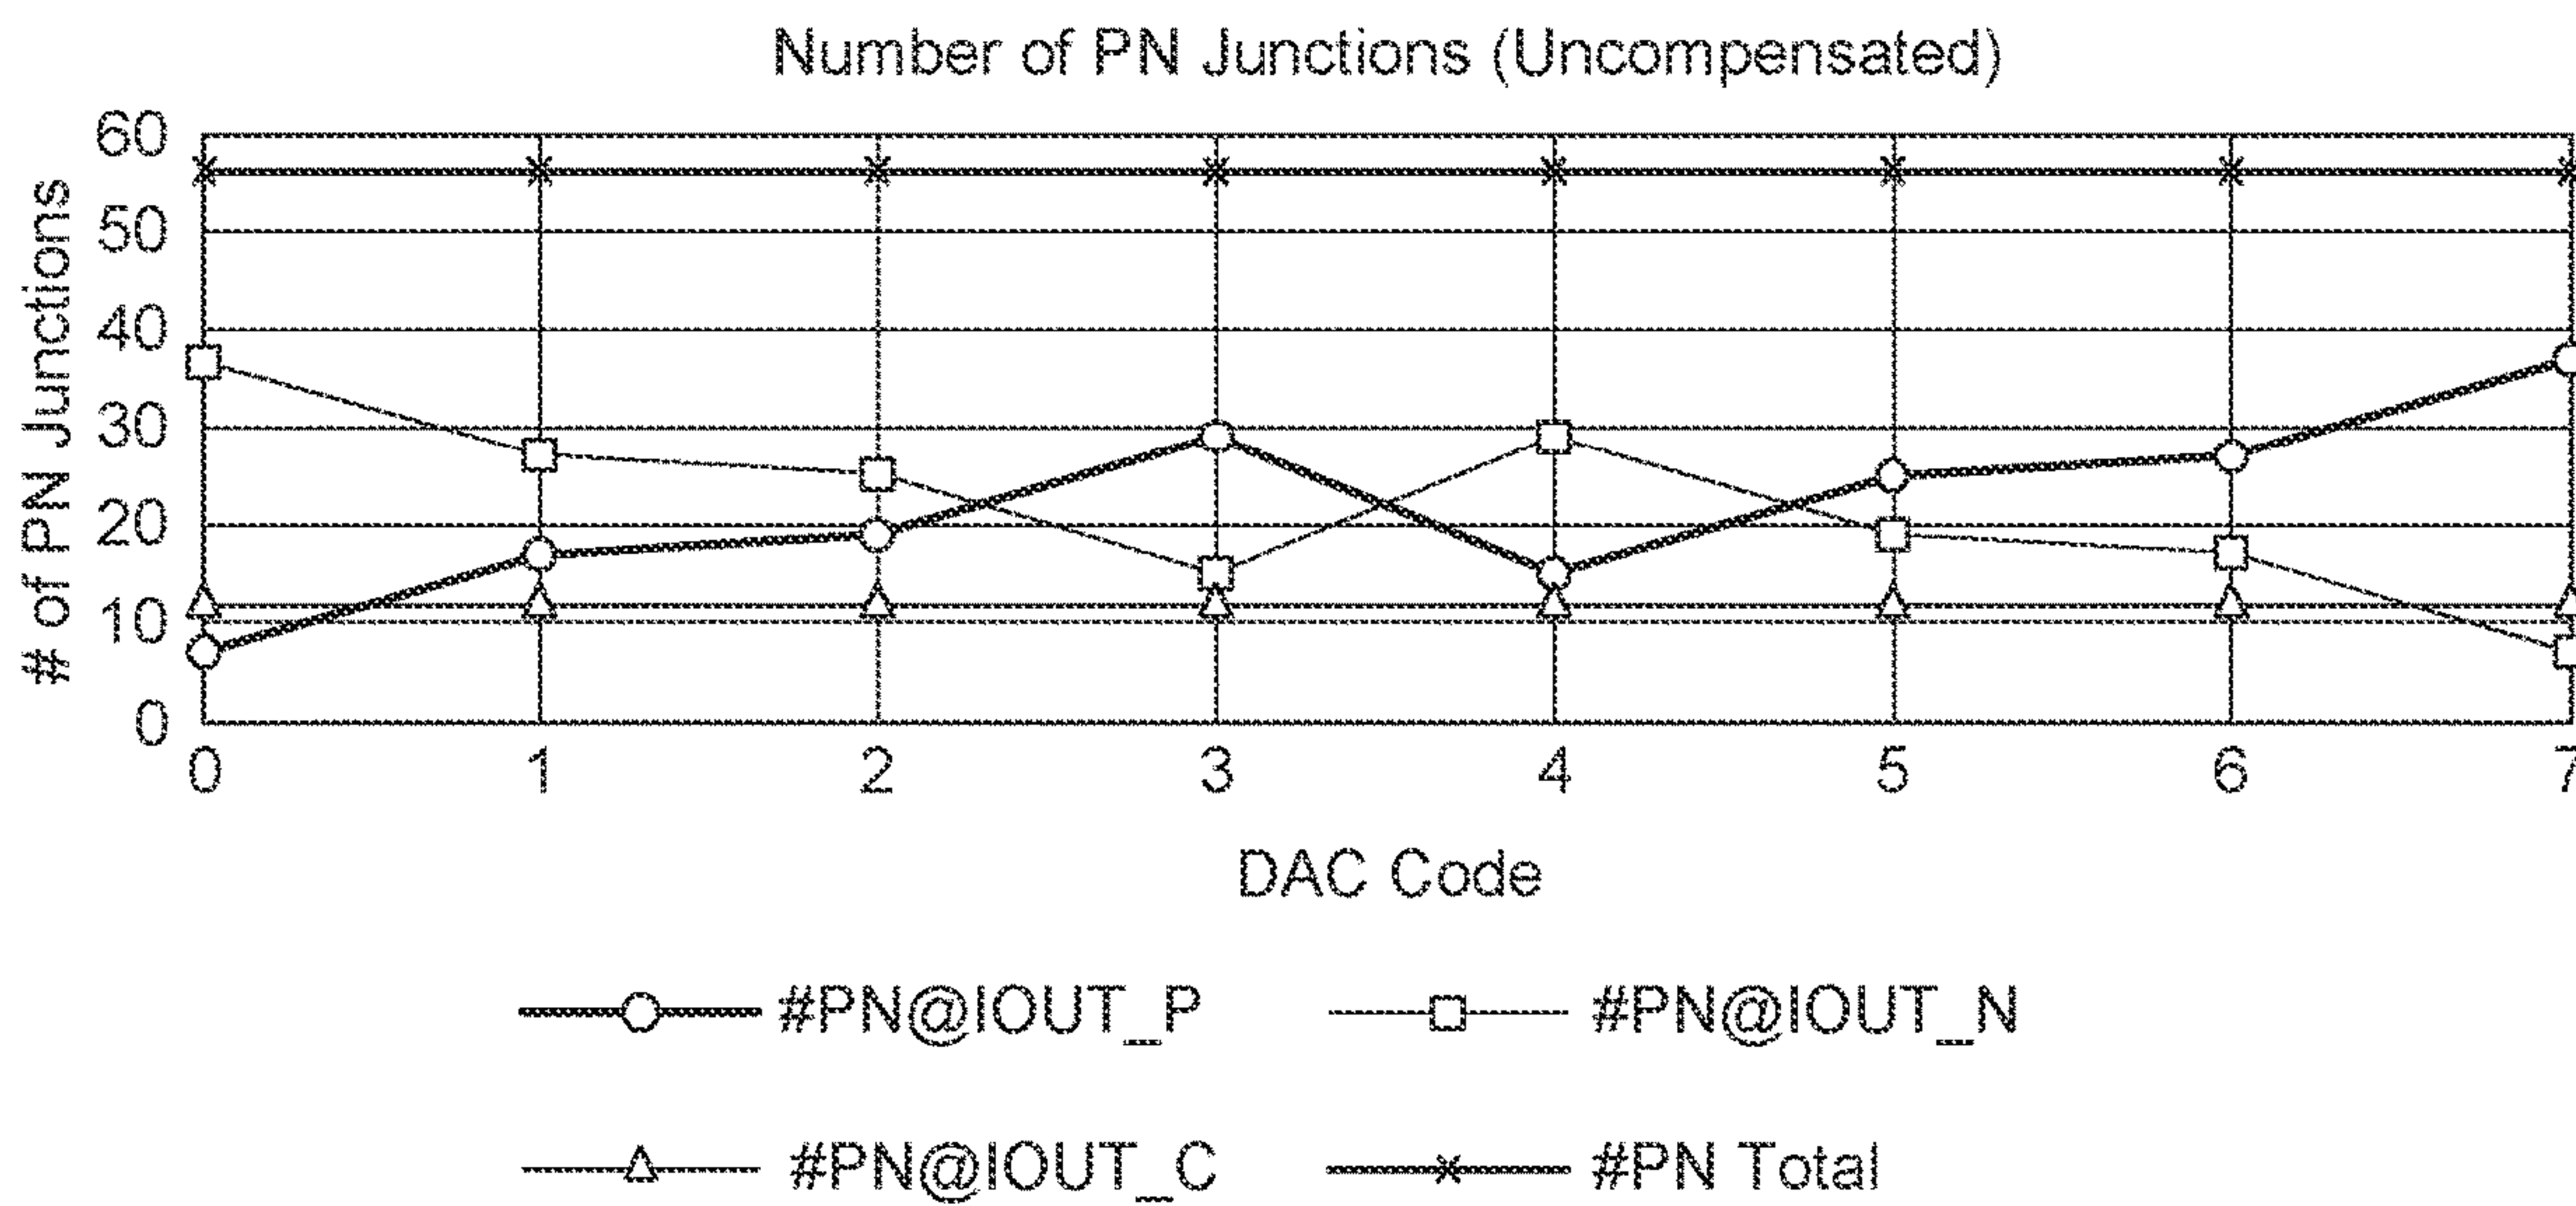 Number of PN Junctions (Uncompensated)
# of PN Junctions
60
50
40
30
20
10
0
0 1 2 3 4 5 6 7
DAC Code
#PN@IOUT_P #PN@IOUT_N
#PN@IOUT_C #PN Total